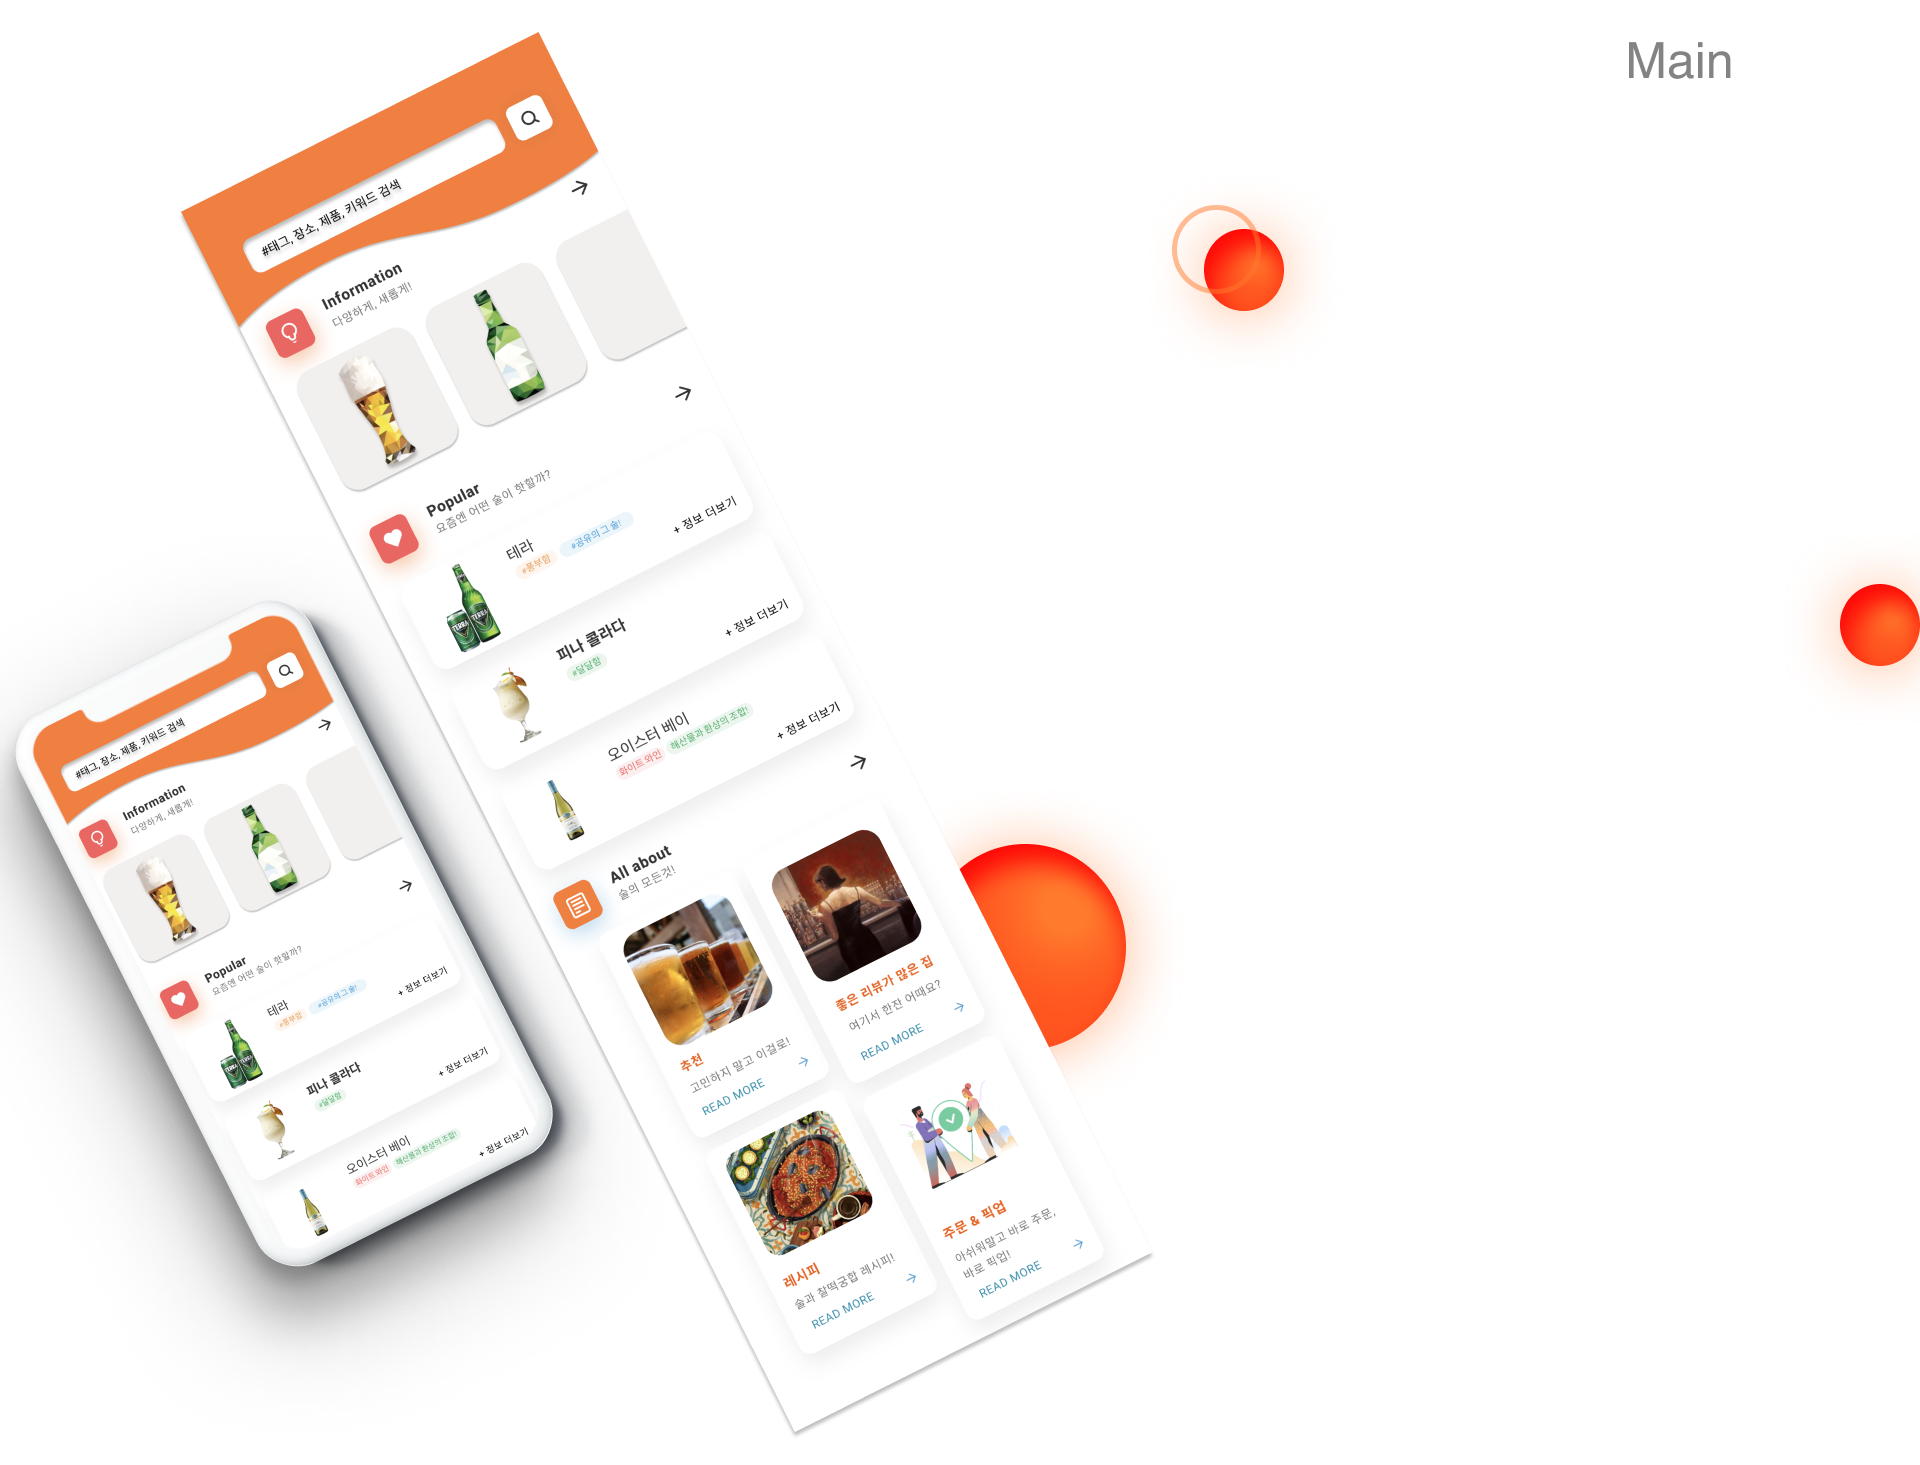 Main
#태그, 장소, 제품, 키워드 검색
Information
다양하게, 새롭게!
Popular
요즘엔 어떤 술이 핫할까?
테라
#풍부함 #공유의 그 술!
+ 정보 더보기
TERRA TERRA
피나 콜라다
#달달함
+ 정보 더보기
오이스터 베이
화이트 와인 해산물과 환상의 조합!
+ 정보 더보기
All about
술의 모든것!
추천
고민하지 말고 이걸로!
READ MORE
좋은 리뷰가 많은 집
여기서 한잔 어때요?
READ MORE
레시피
술과 찰떡궁합 레시피!
READ MORE
주문 & 픽업
아쉬워말고 바로 주문,
바로 픽업!
READ MORE
#태그, 장소, 제품, 키워드 검색
Information
다양하게, 새롭게!
Popular
요즘엔 어떤 술이 핫할까?
테라
#풍부함 #공유의 그 술!
+ 정보 더보기
TERRA
피나 콜라다
#달달함
+ 정보 더보기
오이스터 베이
화이트 와인 해산물과 환상의 조합!
+ 정보 더보기